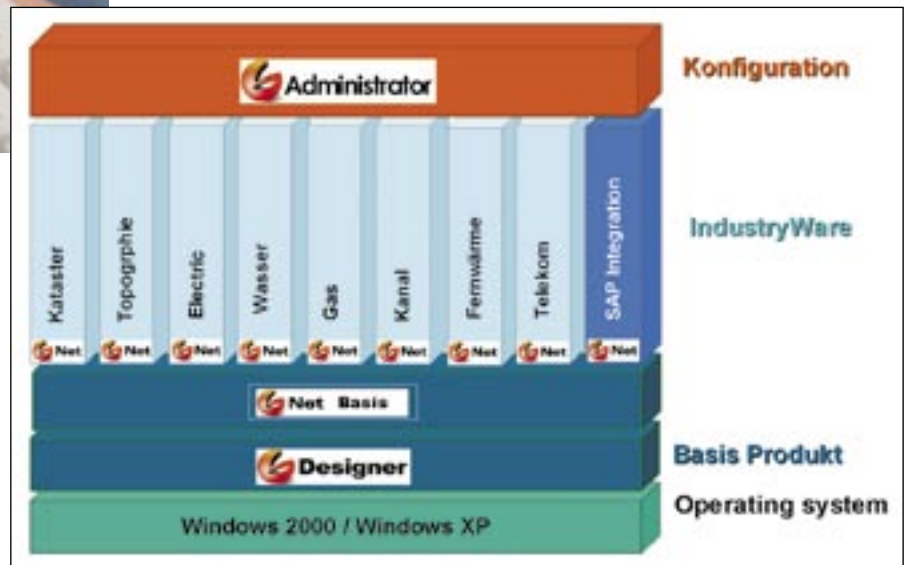 Administrator
Konfiguration
Kataster
Topogrphie
Electric
Wasser
Gas
Kanal
Fernwärme
Telekom
SAP Integration
IndustryWare
Net
Net
Net
Net
Net
Net
Net
Net
Net
Net Basis
Designer
Basis Produkt
Operating system
Windows 2000 / Windows XP